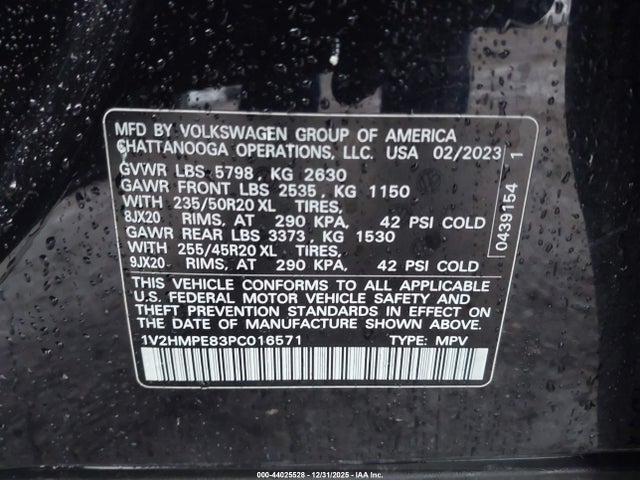 MFD BY VOLKSWAGEN GROUP OF AMERICA
CHATTANOOGA OPERATIONS, LLC. USA 02/2023
GVWR LBS 5798 , KG 2630
GAWR FRONT LBS 2535 , KG 1150
WITH 235/50R20 XL TIRES,
8JX20 RIMS, AT 290 KPA, 42 PSI COLD
GAWR REAR LBS 3373 , KG 1530
WITH 255/45R20 XL TIRES,
9JX20 RIMS, AT 290 KPA, 42 PSI COLD
THIS VEHICLE CONFORMS TO ALL APPLICABLE
U.S. FEDERAL MOTOR VEHICLE SAFETY AND
THEFT PREVENTION STANDARDS IN EFFECT ON
THE DATE OF MANUFACTURE SHOWN ABOVE
1V2HMPE83PC016571 TYPE: MPV
0439154 1
000-44025528 - 12/31/2025 - IAA Inc.